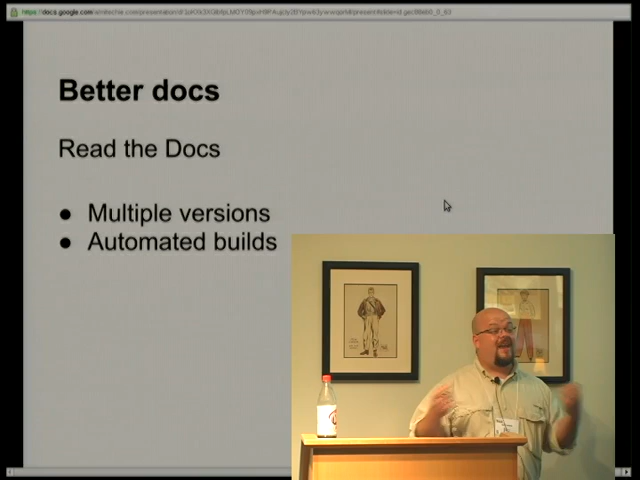 Better docs
Read the Docs
● Multiple versions
● Automated builds